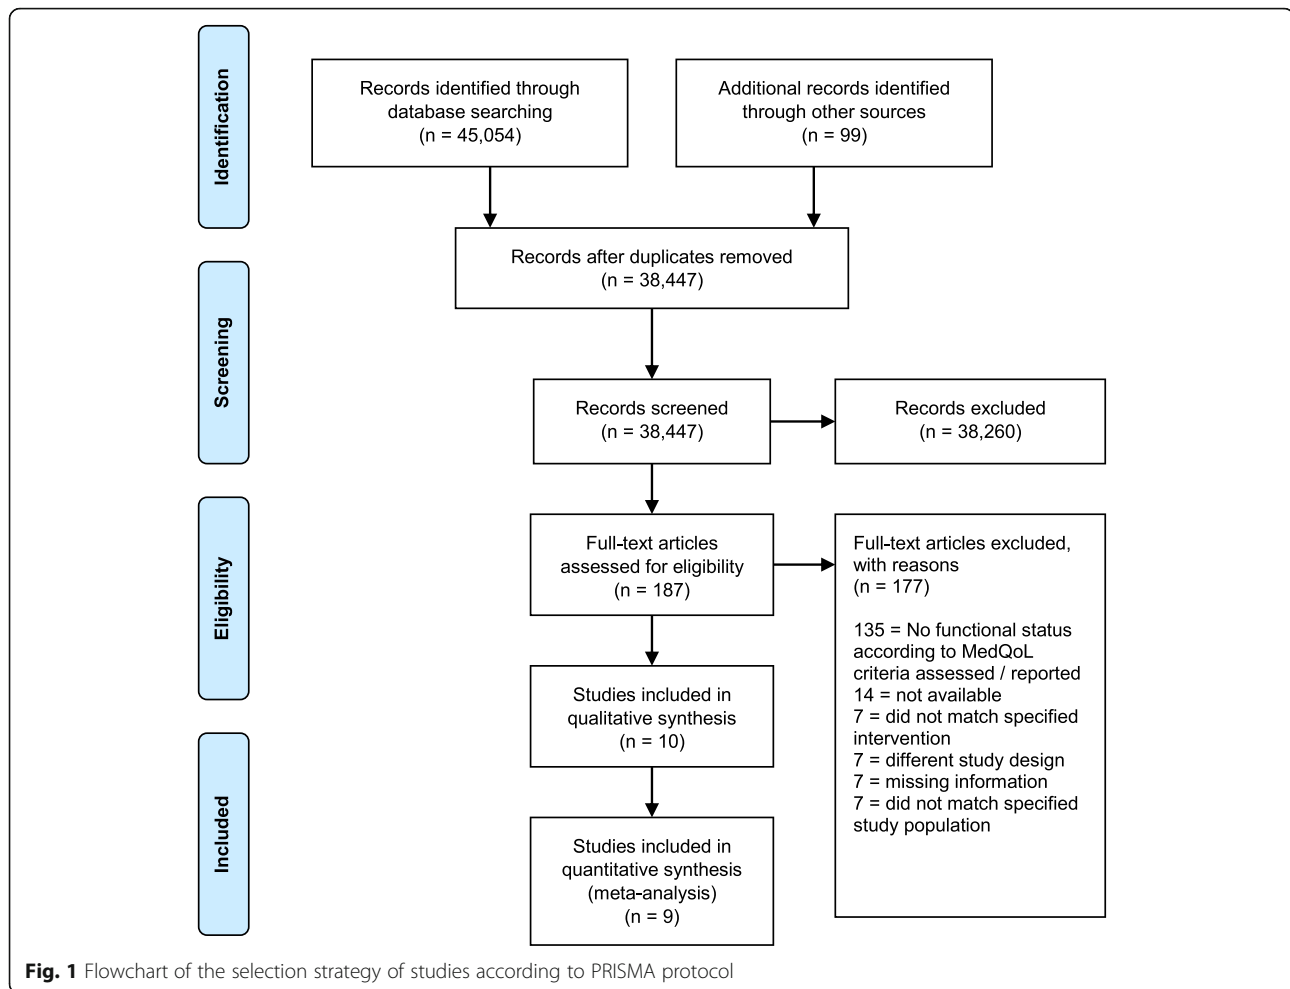 Identification
Records identified through
database searching
(n = 45,054)
Additional records identified
through other sources
(n = 99)
Records after duplicates removed
(n = 38,447)
Screening
Records screened
(n = 38,447)
Records excluded
(n = 38,260)
Eligibility
Full-text articles
assessed for eligibility
(n = 187)
Full-text articles excluded,
with reasons
(n = 177)
135 = No functional status
according to MedQoL
criteria assessed / reported
14 = not available
7 = did not match specified
intervention
7 = different study design
7 = missing information
7 = did not match specified
study population
Studies included in
qualitative synthesis
(n = 10)
Included
Studies included in
quantitative synthesis
(meta-analysis)
(n = 9)
Fig. 1 Flowchart of the selection strategy of studies according to PRISMA protocol